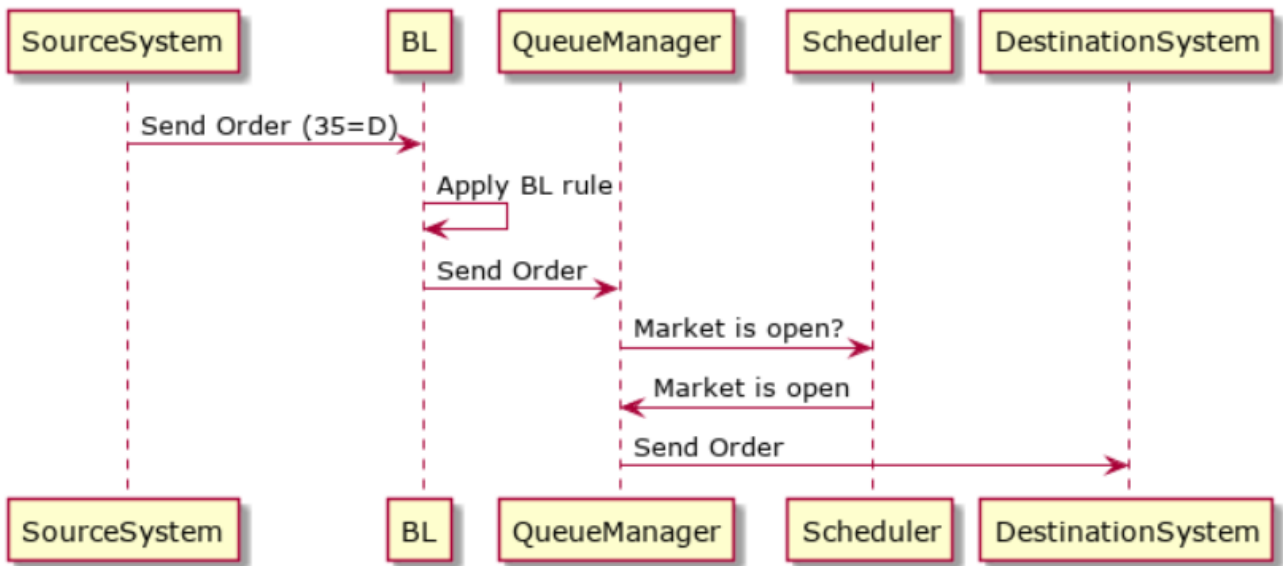 SourceSystem BL QueueManager Scheduler DestinationSystem
Send Order (35=D)
Apply BL rule
Send Order
Market is open?
Market is open
Send Order
SourceSystem BL QueueManager Scheduler DestinationSystem